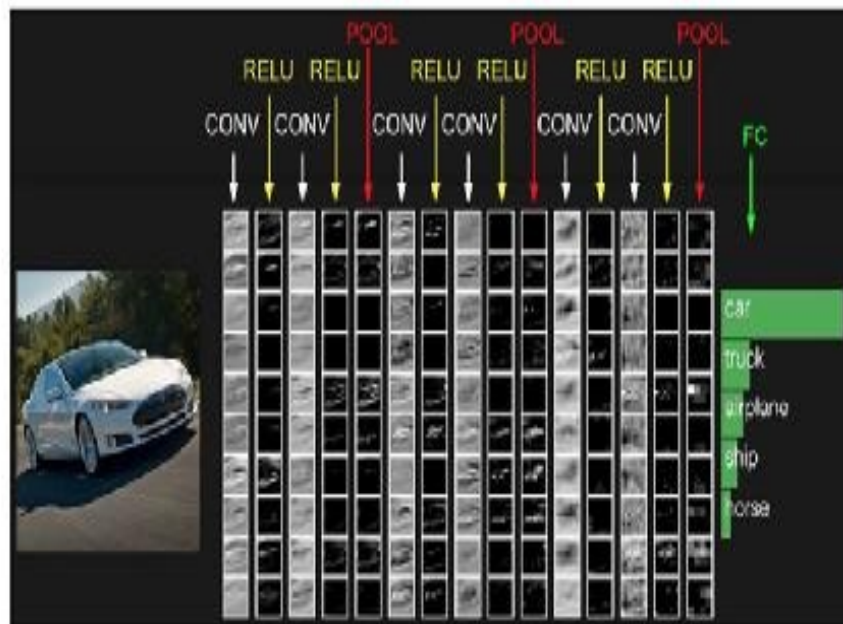 POOL POOL POOL
RELU RELU RELU RELU RELU RELU
CONV CONV CONV CONV CONV CONV
FC
car
truck
airplane
ship
horse